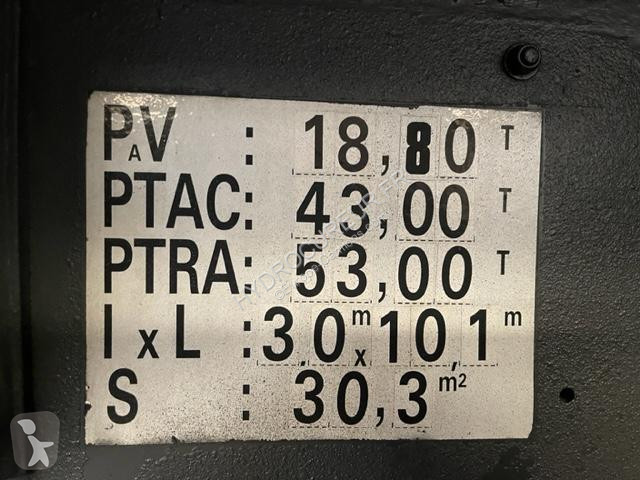 PAV : 18,80 T
PTAC: 43,00 T
PTRA: 53,00 T
l x L : 3,0 m x 10,1 m
S : 30,3 m²